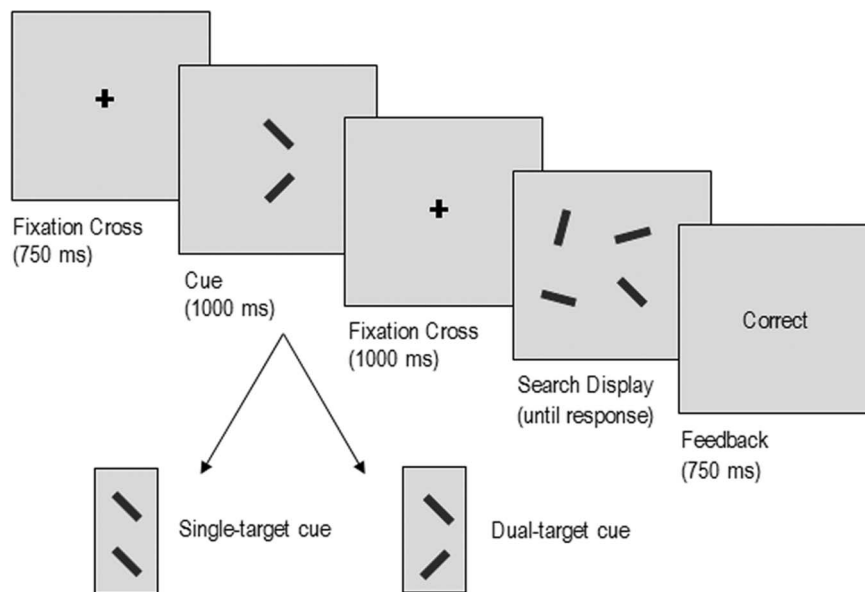 Fixation Cross
(750 ms)
Cue
(1000 ms)
Fixation Cross
(1000 ms)
Search Display
(until response)
Correct
Feedback
(750 ms)
Single-target cue
Dual-target cue